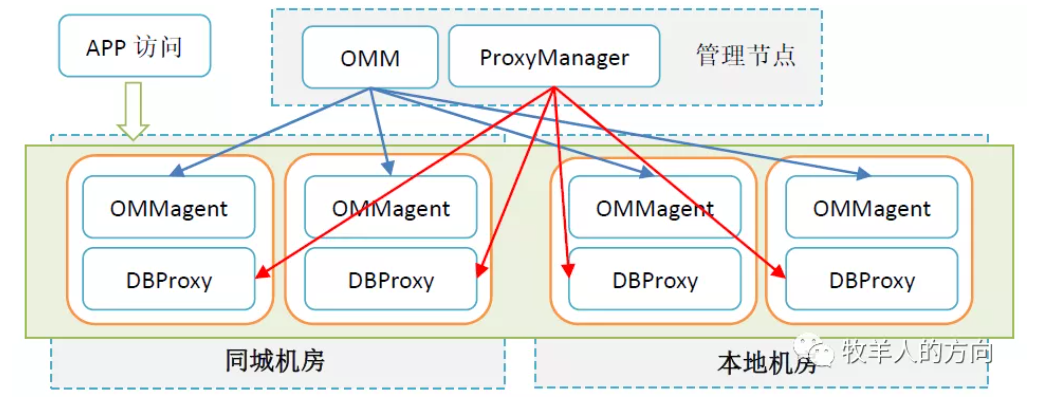 APP 访问
OMM
ProxyManager
管理节点
OMMagent
OMMagent
OMMagent
OMMagent
DBProxy
DBProxy
DBProxy
DBProxy
同城机房
本地机房
牧羊人的方向